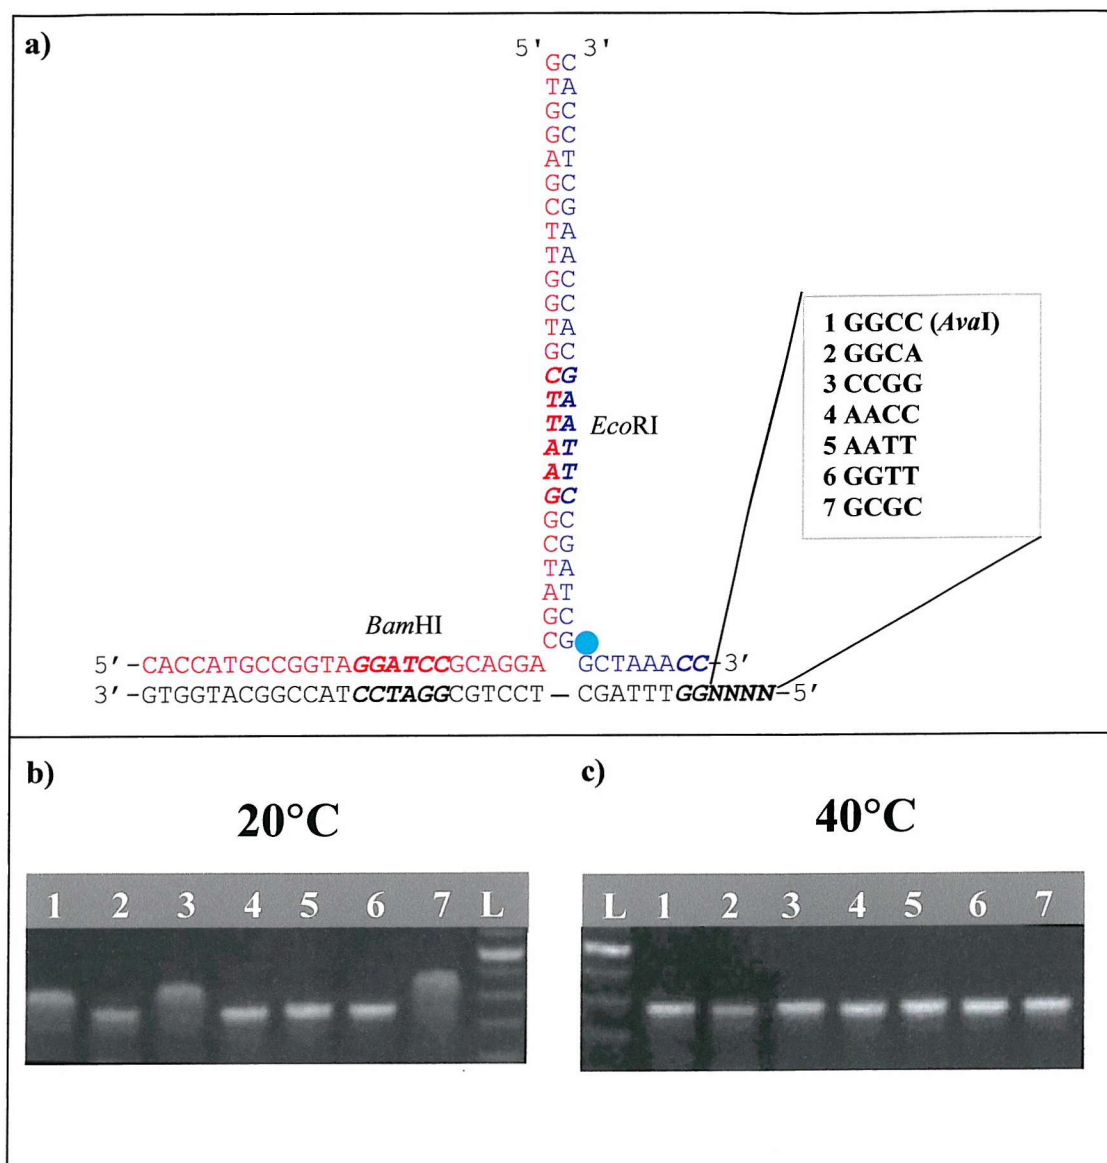 a)
5' 3'
GC
TA
GC
GC
AT
GC
CG
TA
TA
GC
GC
TA
GC
CG
TA
TA
AT
AT
GC
GC
CG
TA
AT
GC
CG
EcoRI
1 GGCC (AvaI)
2 GGCA
3 CCGG
4 AACC
5 AATT
6 GGTT
7 GCGC
BamHI
5'-CACCATGCCGGTAGGATCCGCAGGA GCTAAACC-3'
3'-GTGGTACGGCCATCCTAGGCGTCCT — CGATTTGGNNNN-5'
b)
20°C
1 2 3 4 5 6 7 L
c)
40°C
L 1 2 3 4 5 6 7